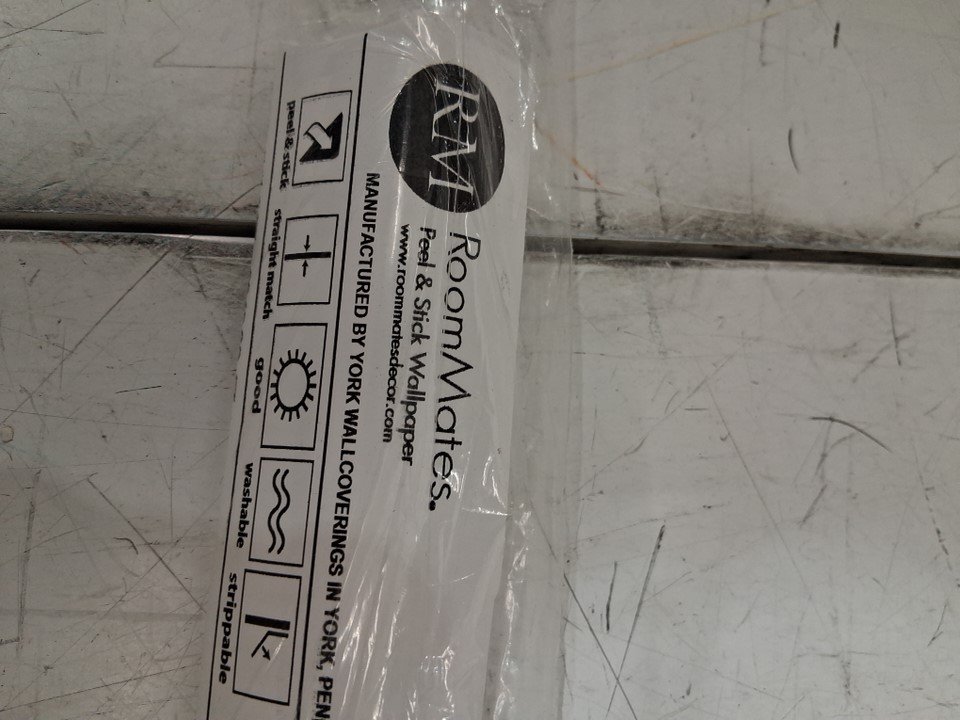 RM
RoomMates®
Peel & Stick Wallpaper
www.roommatesdecor.com
MANUFACTURED BY YORK WALLCOVERINGS IN YORK, PEN
peel & stick
straight match
good
washable
strippable